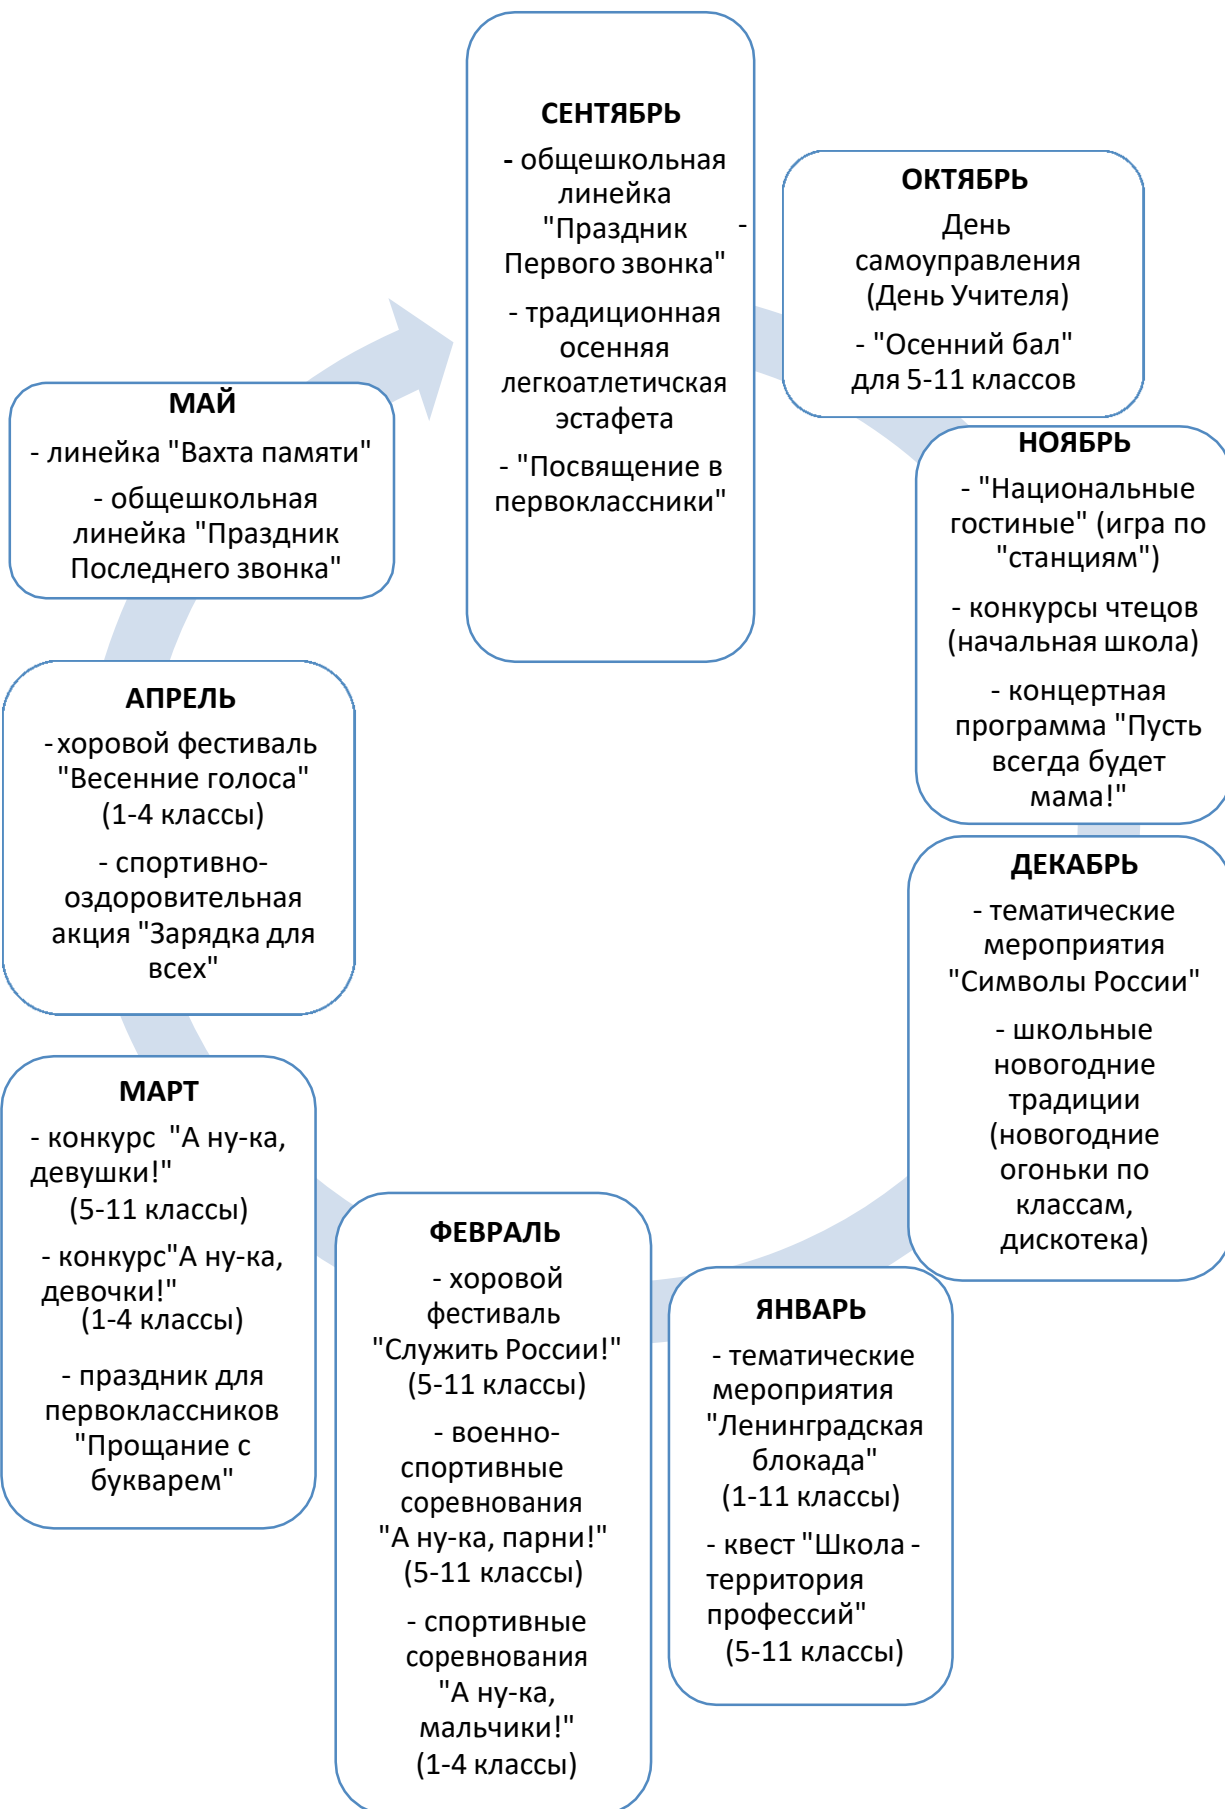 СЕНТЯБРЬ
- общешкольная
линейка
"Праздник -
Первого звонка"
- традиционная
осенняя
легкоатлетичская
эстафета
- "Посвящение в
первоклассники"
ОКТЯБРЬ
День
самоуправления
(День Учителя)
- "Осенний бал"
для 5-11 классов
НОЯБРЬ
- "Национальные
гостиные" (игра по
"станциям")
- конкурсы чтецов
(начальная школа)
- концертная
программа "Пусть
всегда будет
мама!"
ДЕКАБРЬ
- тематические
мероприятия
"Символы России"
- школьные
новогодние
традиции
(новогодние
огоньки по
классам,
дискотека)
ЯНВАРЬ
- тематические
мероприятия
"Ленинградская
блокада"
(1-11 классы)
- квест "Школа -
территория
профессий"
(5-11 классы)
ФЕВРАЛЬ
- хоровой
фестиваль
"Служить России!"
(5-11 классы)
- военно-
спортивные
соревнования
"А ну-ка, парни!"
(5-11 классы)
- спортивные
соревнования
"А ну-ка,
мальчики!"
(1-4 классы)
МАРТ
- конкурс "А ну-ка,
девушки!"
(5-11 классы)
- конкурс"А ну-ка,
девочки!"
(1-4 классы)
- праздник для
первоклассников
"Прощание с
букварем"
АПРЕЛЬ
-хоровой фестиваль
"Весенние голоса"
(1-4 классы)
- спортивно-
оздоровительная
акция "Зарядка для
всех"
МАЙ
- линейка "Вахта памяти"
- общешкольная
линейка "Праздник
Последнего звонка"